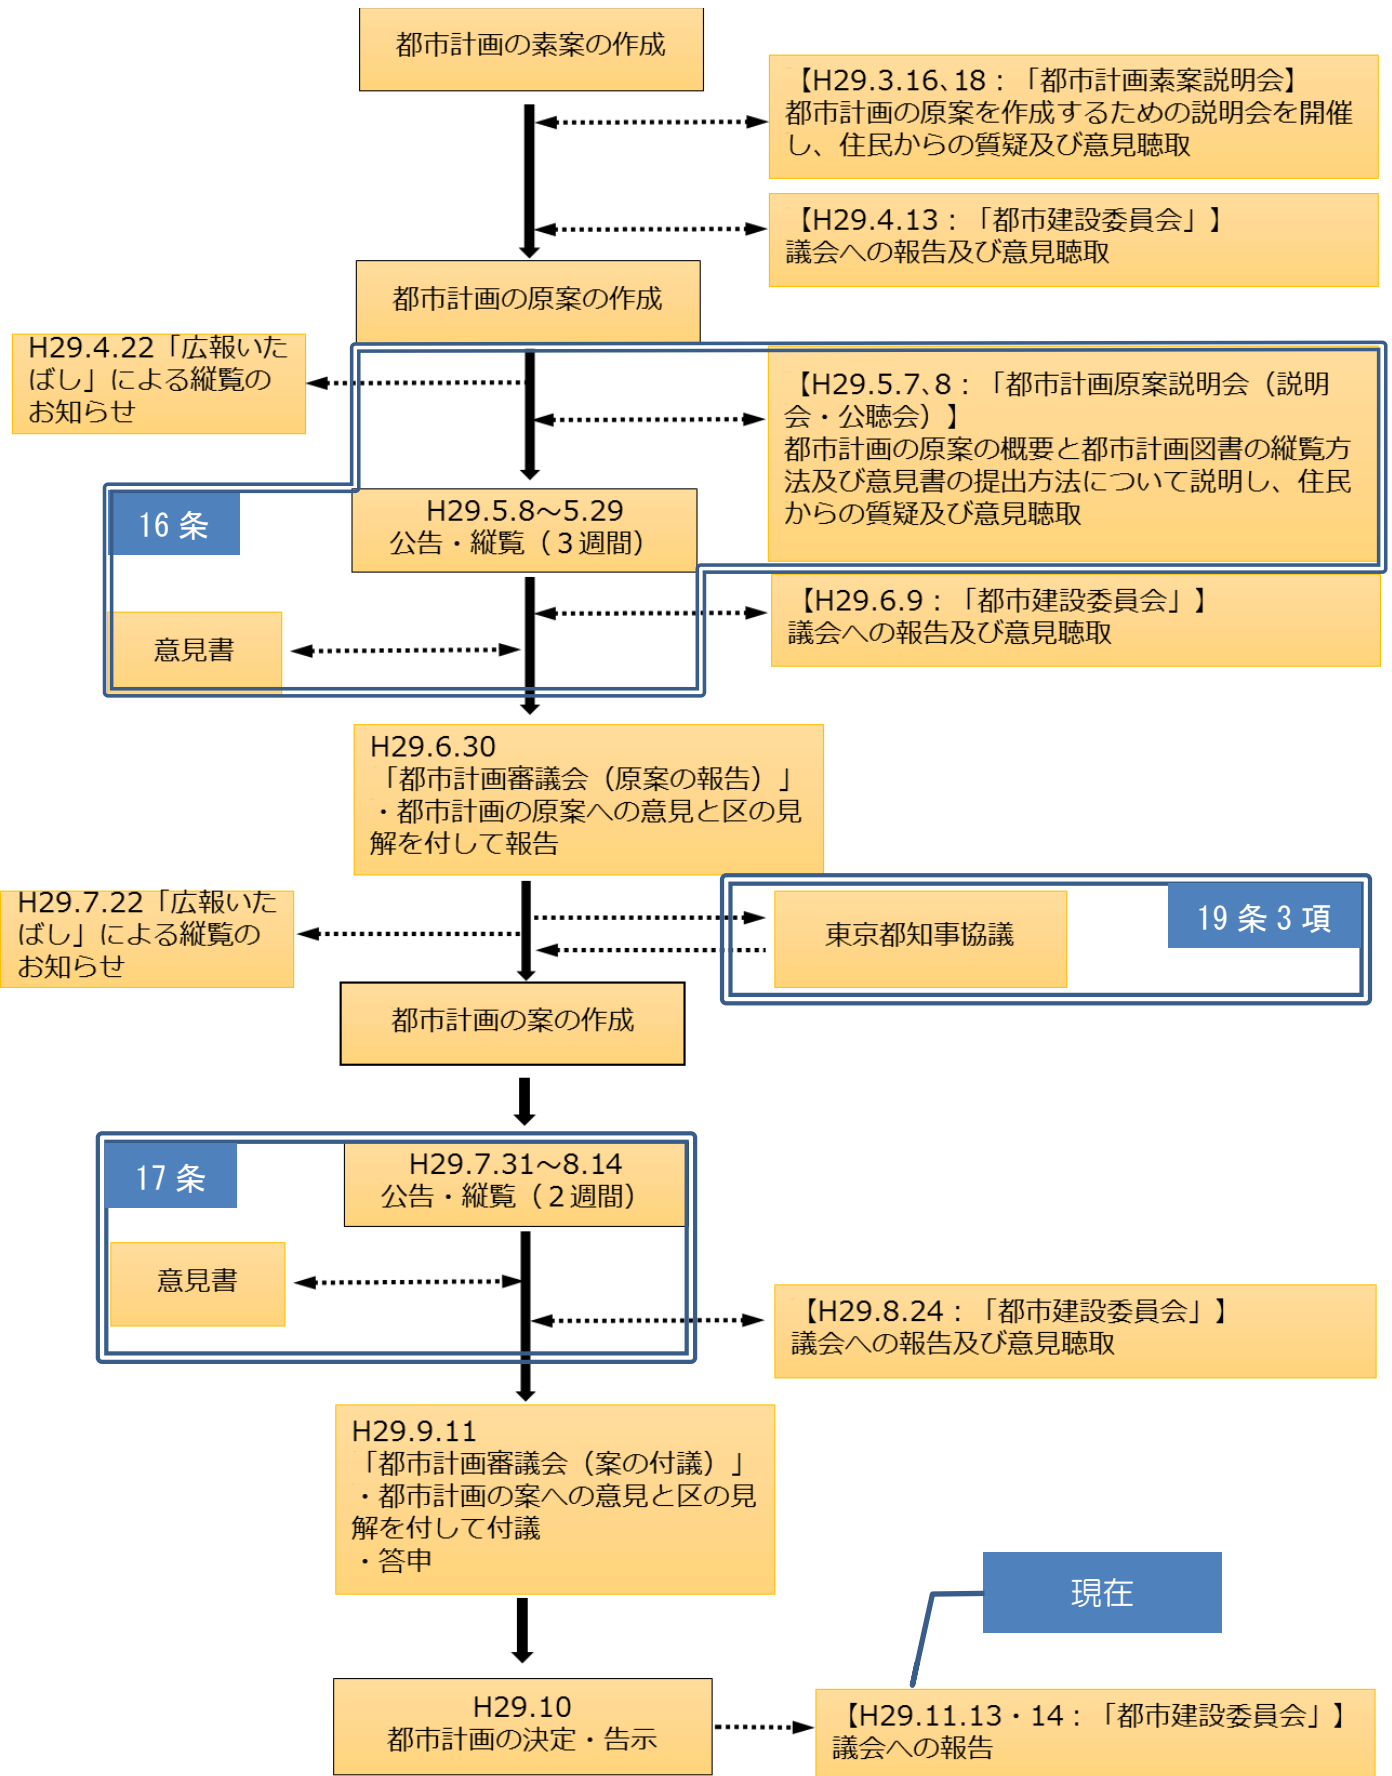 都市計画の素案の作成
【H29.3.16、18：「都市計画素案説明会】
都市計画の原案を作成するための説明会を開催
し、住民からの質疑及び意見聴取
【H29.4.13：「都市建設委員会」】
議会への報告及び意見聴取
都市計画の原案の作成
H29.4.22「広報いた
ばし」による縦覧の
お知らせ
【H29.5.7、8：「都市計画原案説明会（説明
会・公聴会）】
都市計画の原案の概要と都市計画図書の縦覧方
法及び意見書の提出方法について説明し、住民
からの質疑及び意見聴取
16 条
H29.5.8～5.29
公告・縦覧（３週間）
【H29.6.9：「都市建設委員会」】
議会への報告及び意見聴取
意見書
H29.6.30
「都市計画審議会（原案の報告）」
・都市計画の原案への意見と区の見
解を付して報告
H29.7.22「広報いた
ばし」による縦覧の
お知らせ
東京都知事協議
19 条 3 項
都市計画の案の作成
17 条
H29.7.31～8.14
公告・縦覧（２週間）
意見書
【H29.8.24：「都市建設委員会」】
議会への報告及び意見聴取
H29.9.11
「都市計画審議会（案の付議）」
・都市計画の案への意見と区の見
解を付して付議
・答申
現在
H29.10
都市計画の決定・告示
【H29.11.13・14：「都市建設委員会」】
議会への報告